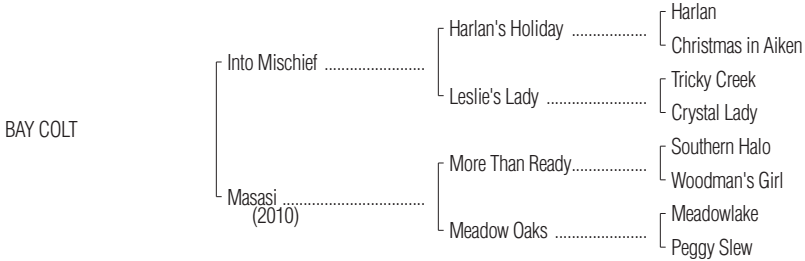 Harlan
Harlan's Holiday ..................
Christmas in Aiken
Into Mischief ........................
Tricky Creek
Leslie's Lady ........................
Crystal Lady
BAY COLT
Southern Halo
More Than Ready..................
Woodman's Girl
Masasi ..................................
(2010)
Meadowlake
Meadow Oaks ......................
Peggy Slew